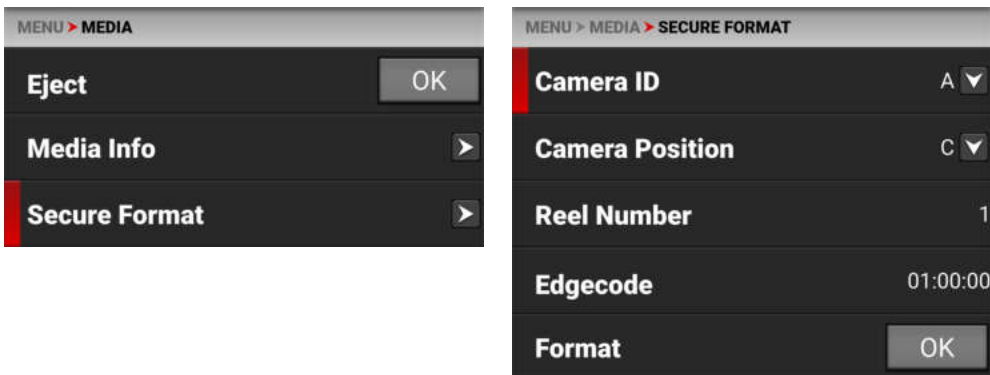 MENU > MEDIA
Eject OK
Media Info
Secure Format
MENU > MEDIA > SECURE FORMAT
Camera ID A
Camera Position C
Reel Number 1
Edgecode 01:00:00
Format OK